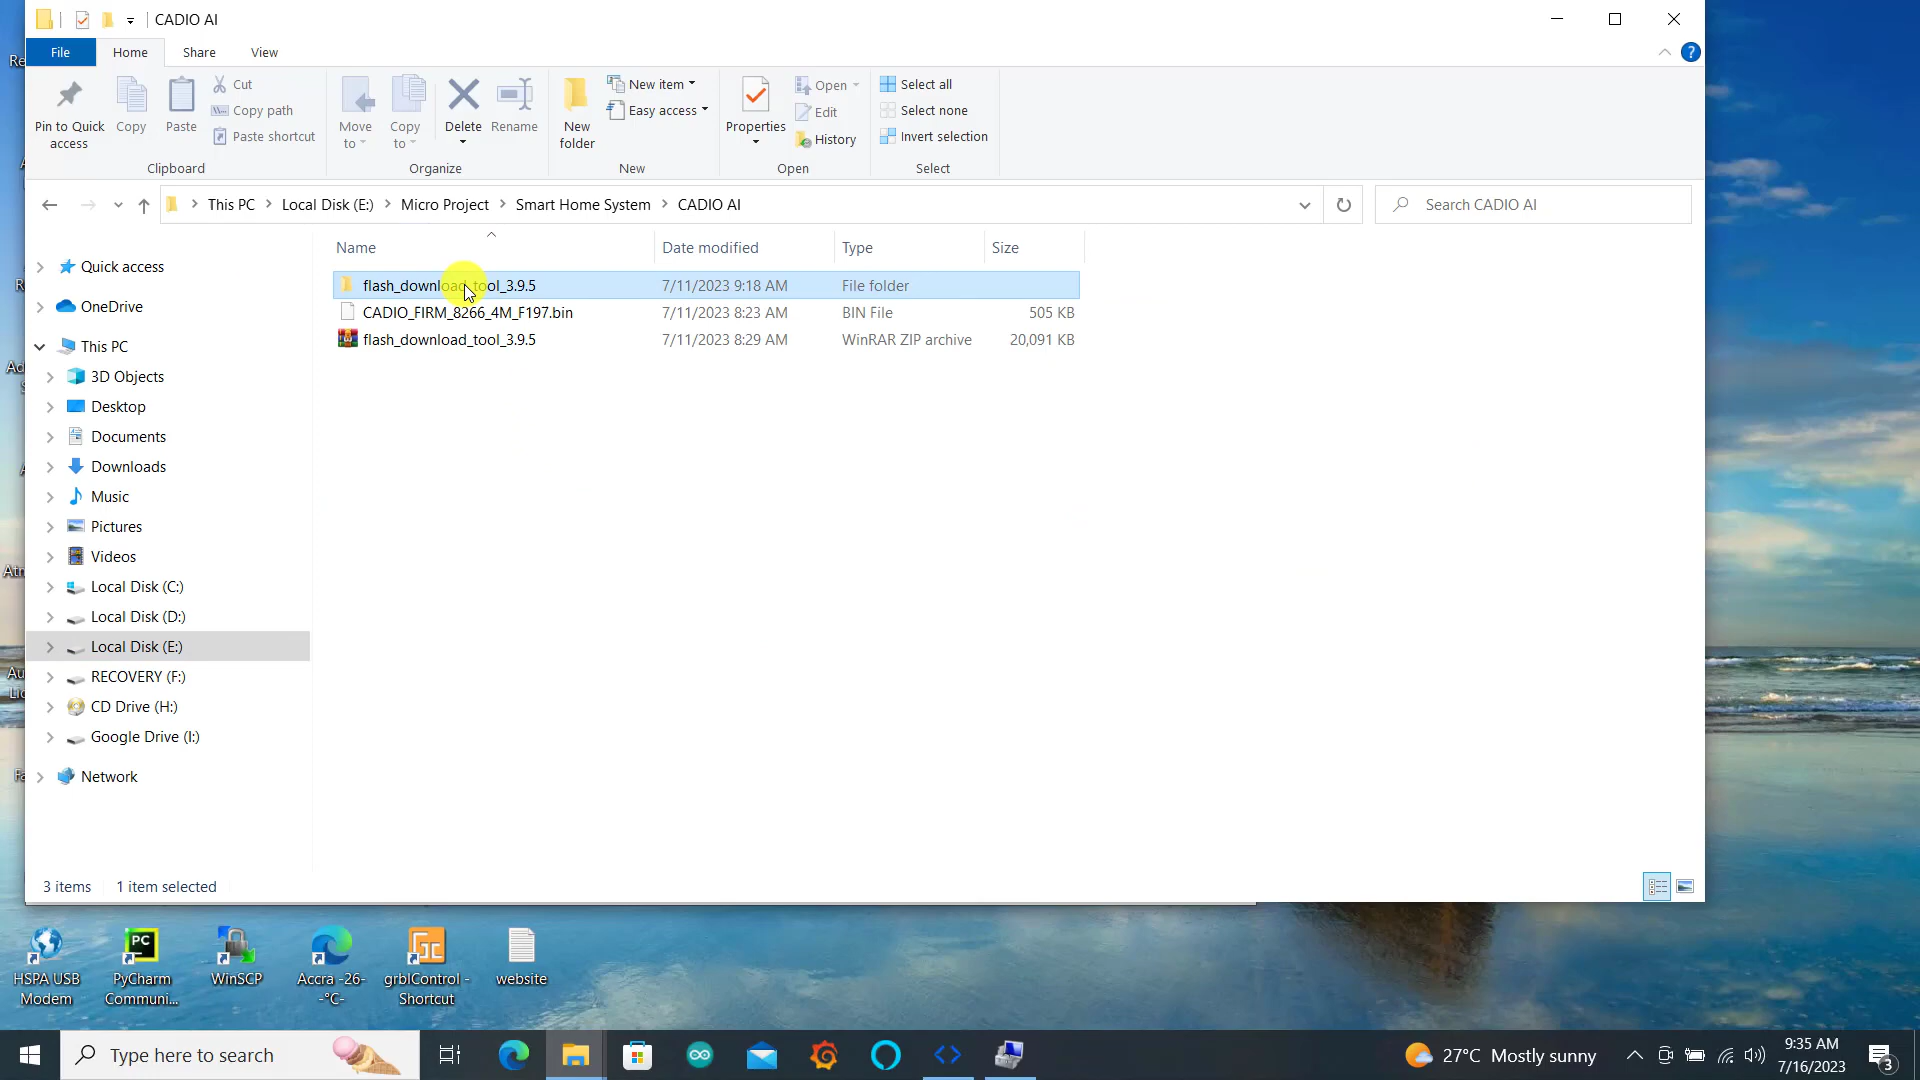 CADIO AI
File Home Share View
Pin to Quick access
Copy
Paste
Cut
Copy path
Paste shortcut
Clipboard
Move to
Copy to
Delete
Rename
Organize
New folder
New item
Easy access
New
Properties
Open
Edit
History
Open
Select all
Select none
Invert selection
Select
This PC Local Disk (E:) Micro Project Smart Home System CADIO AI
Search CADIO AI
Name Date modified Type Size
flash_download_tool_3.9.5 7/11/2023 9:18 AM File folder
CADIO_FIRM_8266_4M_F197.bin 7/11/2023 8:23 AM BIN File 505 KB
flash_download_tool_3.9.5 7/11/2023 8:29 AM WinRAR ZIP archive 20,091 KB
Quick access
OneDrive
This PC
3D Objects
Desktop
Documents
Downloads
Music
Pictures
Videos
Local Disk (C:)
Local Disk (D:)
Local Disk (E:)
RECOVERY (F:)
CD Drive (H:)
Google Drive (I:)
Network
3 items 1 item selected
HSPA USB Modem
PC
PyCharm Communi...
WinSCP
Accra -26- -°C-
grblControl - Shortcut
website
Type here to search
27°C Mostly sunny
9:35 AM
7/16/2023
3